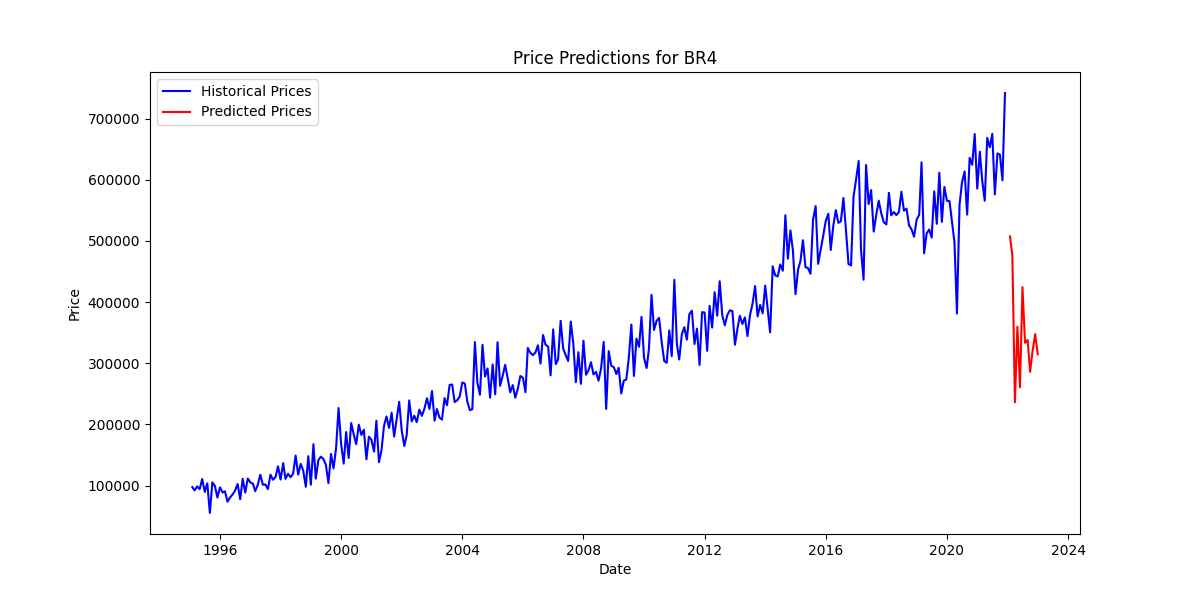 Price Predictions for BR4
Historical Prices
Predicted Prices
700000
600000
500000
400000
300000
200000
100000
Price
1996 2000 2004 2008 2012 2016 2020 2024
Date